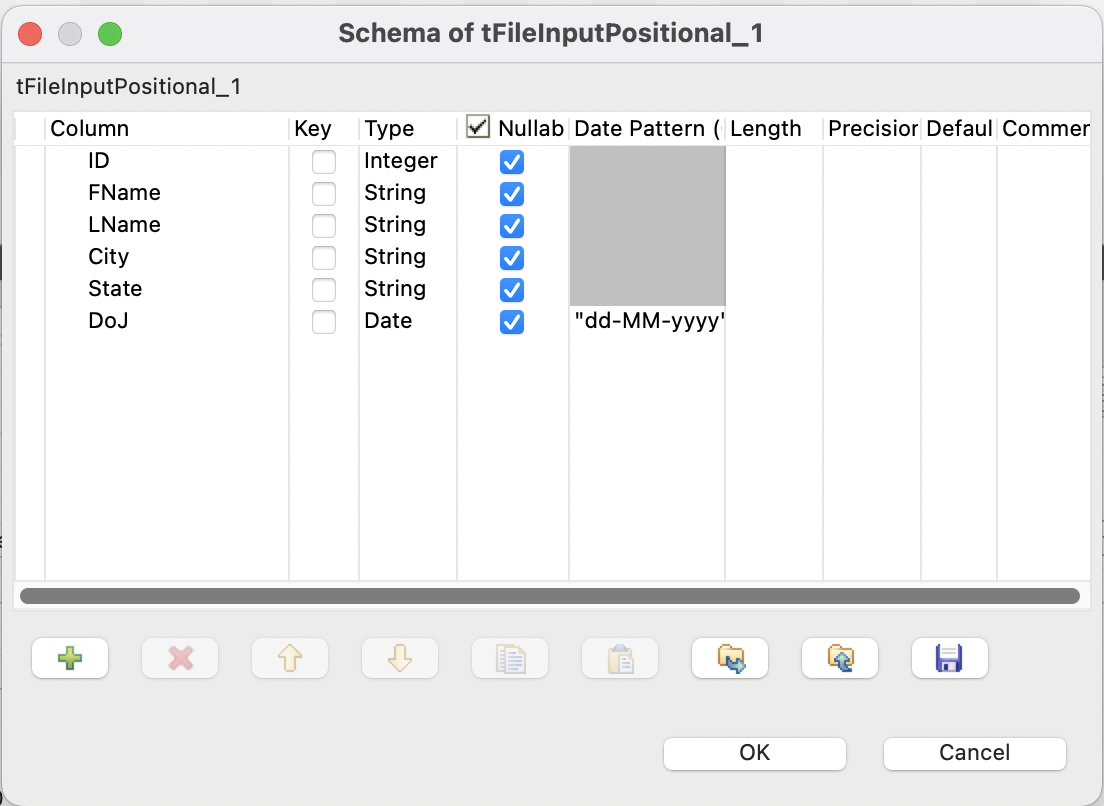 Schema of tFileInputPositional_1
tFileInputPositional_1
Column Key Type Nullab Date Pattern ( Length Precision Defaul Commer
ID Integer
FName String
LName String
City String
State String
DoJ Date "dd-MM-yyyy"
OK Cancel